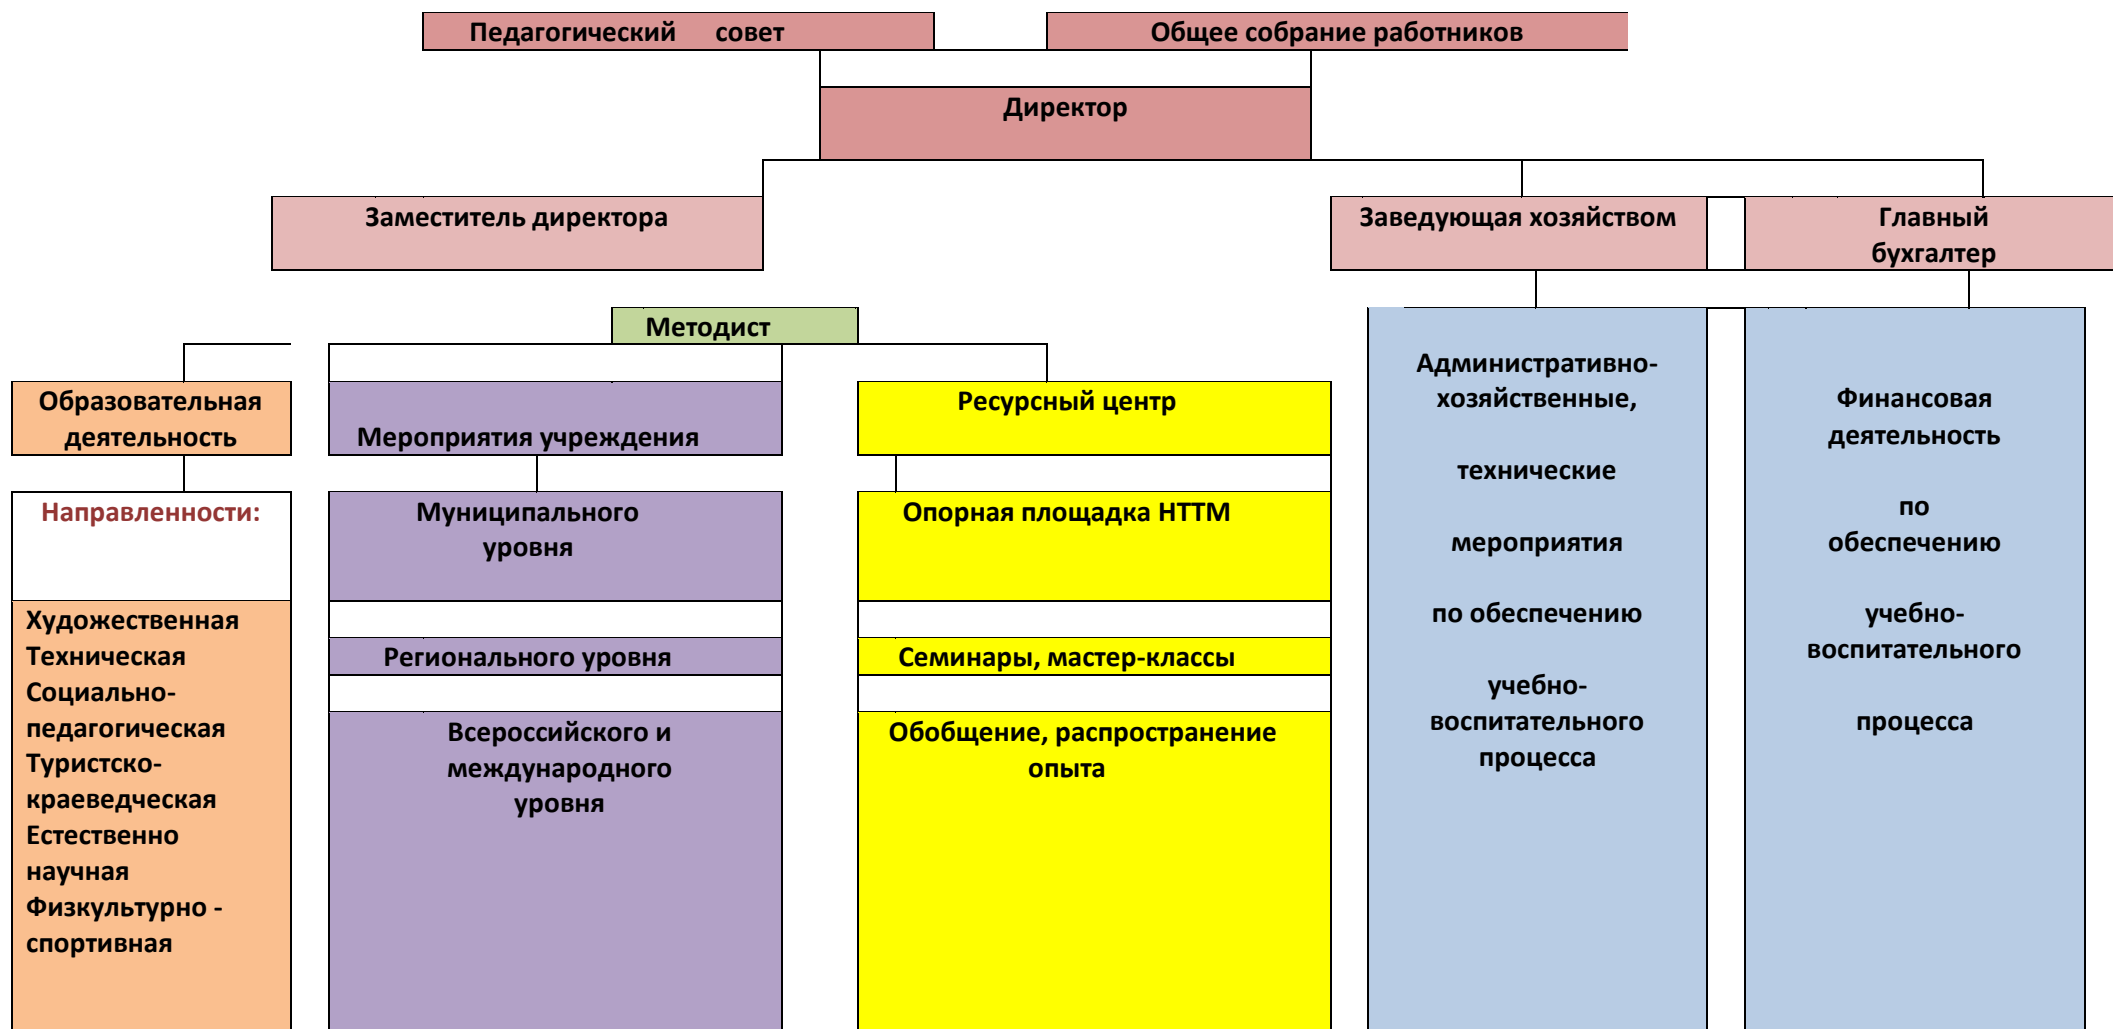 Педагогический совет
Общее собрание работников
Директор
Заместитель директора
Заведующая хозяйством
Главный
бухгалтер
Методист
Образовательная
деятельность
Мероприятия учреждения
Ресурсный центр
Направленности:
Художественная
Техническая
Социально-
педагогическая
Туристско-
краеведческая
Естественно
научная
Физкультурно -
спортивная
Муниципального
уровня
Регионального уровня
Всероссийского и
международного
уровня
Опорная площадка НТТМ
Семинары, мастер-классы
Обобщение, распространение
опыта
Административно-
хозяйственные,
технические
мероприятия
по обеспечению
учебно-
воспитательного
процесса
Финансовая
деятельность
по
обеспечению
учебно-
воспитательного
процесса